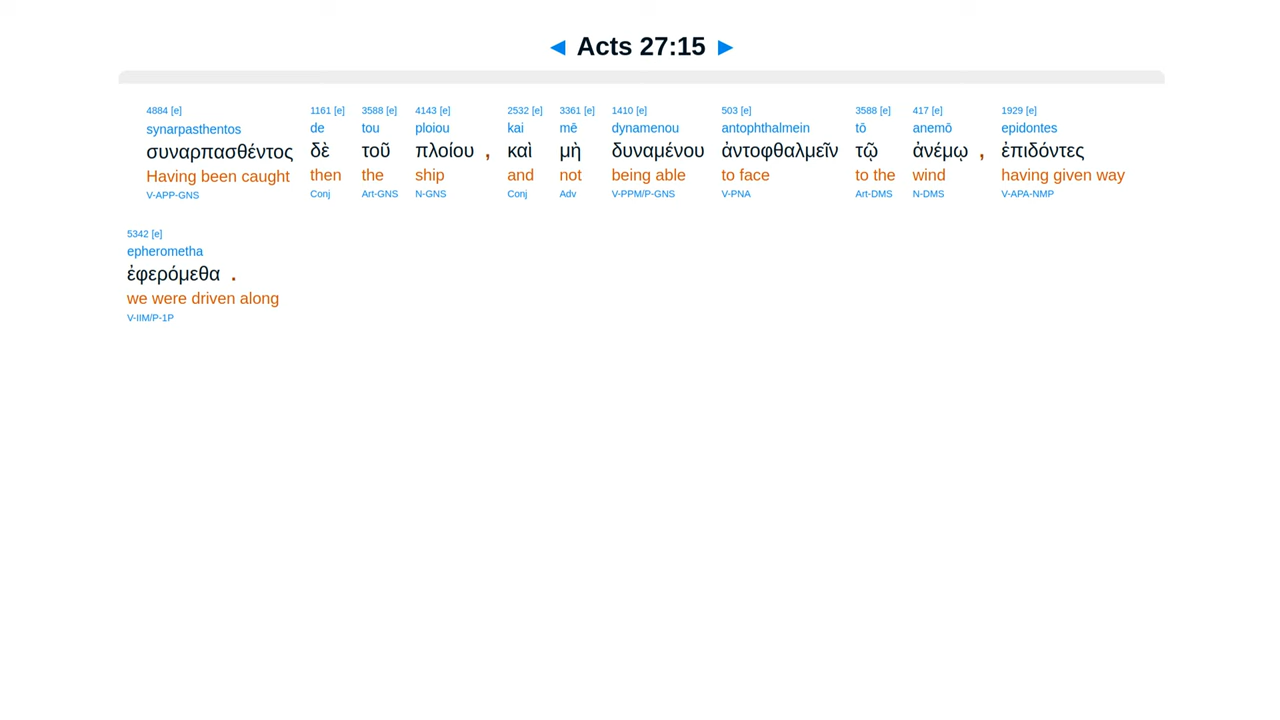 ◄ Acts 27:15 ►
4884 [e] 1161 [e] 3588 [e] 4143 [e] 2532 [e] 3361 [e] 1410 [e] 503 [e] 3588 [e] 417 [e] 1929 [e]
synarpasthentos de tou ploiou kai mē dynamenou antophthalmein tō anemō epidontes
συναρπασθέντος δὲ τοῦ πλοίου , καὶ μὴ δυναμένου ἀντοφθαλμεῖν τῷ ἀνέμῳ , ἐπιδόντες
Having been caught then the ship and not being able to face to the wind having given way
V-APP-GNS Conj Art-GNS N-GNS Conj Adv V-PPM/P-GNS V-PNA Art-DMS N-DMS V-APA-NMP
5342 [e]
epherometha
ἐφερόμεθα .
we were driven along
V-IIM/P-1P